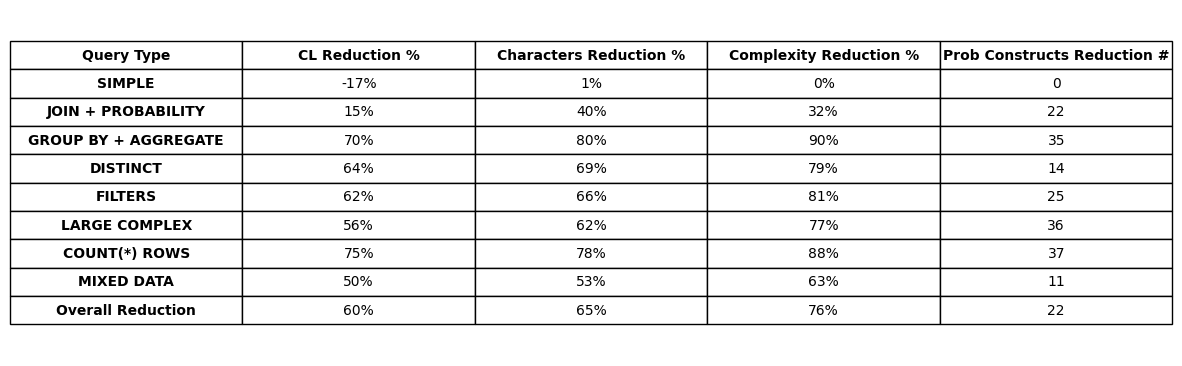 Query Type CL Reduction % Characters Reduction % Complexity Reduction % Prob Constructs Reduction #
SIMPLE -17% 1% 0% 0
JOIN + PROBABILITY 15% 40% 32% 22
GROUP BY + AGGREGATE 70% 80% 90% 35
DISTINCT 64% 69% 79% 14
FILTERS 62% 66% 81% 25
LARGE COMPLEX 56% 62% 77% 36
COUNT(*) ROWS 75% 78% 88% 37
MIXED DATA 50% 53% 63% 11
Overall Reduction 60% 65% 76% 22